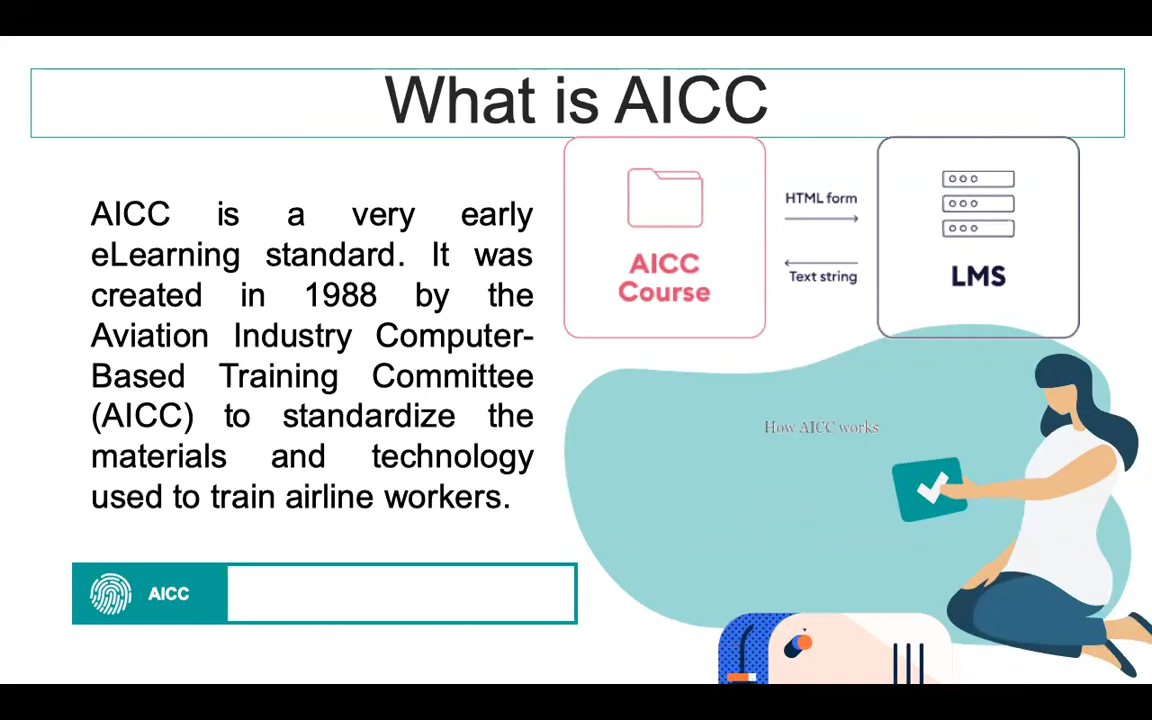 What is AICC
AICC is a very early
eLearning standard. It was
created in 1988 by the
Aviation Industry Computer-
Based Training Committee
(AICC) to standardize the
materials and technology
used to train airline workers.
AICC
Course
HTML form
Text string
LMS
How AICC works
AICC